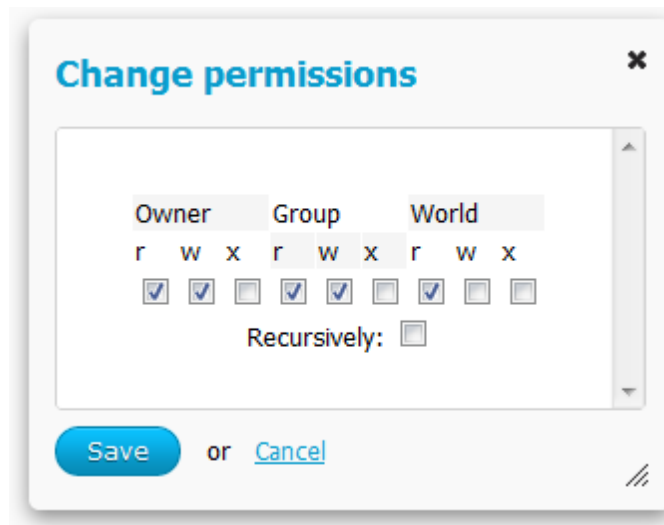 Change permissions
Owner Group World
r w x r w x r w x
Recursively:
Save or Cancel